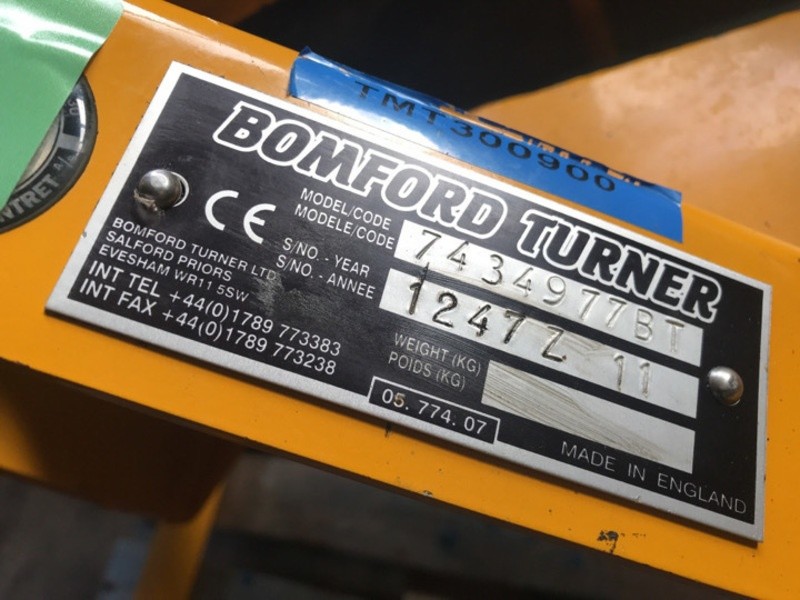 TMT300900
NTRET
BOMFORD TURNER
CE
MODEL/CODE
MODELE/CODE
7434977BT
S/NO. - YEAR
S/NO. - ANNEE
1247Z 11
BOMFORD TURNER LTD
SALFORD PRIORS
EVESHAM WR11 5SW
INT TEL +44(0)1789 773383
INT FAX +44(0)1789 773238
WEIGHT (KG)
POIDS (KG)
05. 774. 07
MADE IN ENGLAND